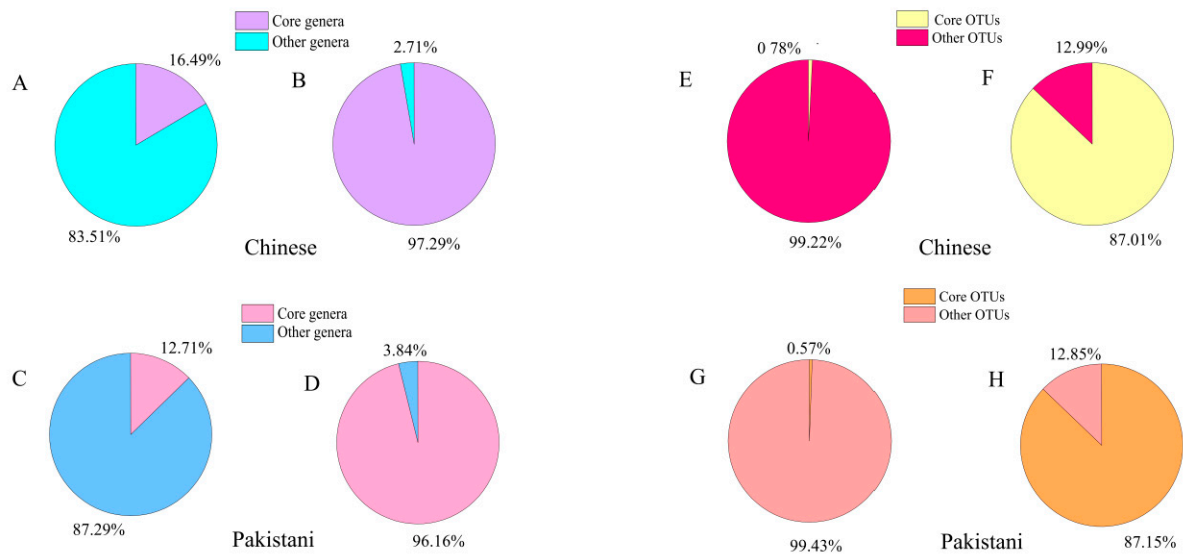 Core genera
Other genera
16.49%
2.71%
A
B
83.51%
97.29%
Chinese
Core OTUs
Other OTUs
0 78%
12.99%
E
F
99.22%
87.01%
Chinese
Core genera
Other genera
12.71%
3.84%
C
D
87.29%
96.16%
Pakistani
Core OTUs
Other OTUs
0.57%
12.85%
G
H
99.43%
87.15%
Pakistani